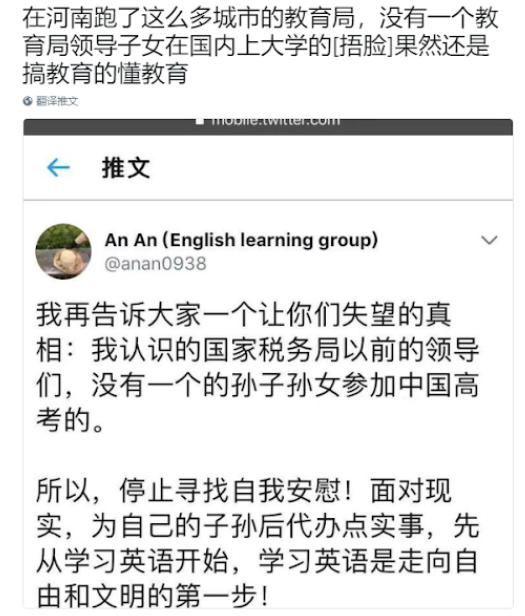 在河南跑了这么多城市的教育局，没有一个教
育局领导子女在国内上大学的[捂脸]果然还是
搞教育的懂教育
翻译推文
mobile.twitter.com
推文
An An (English learning group)
@anan0938
我再告诉大家一个让你们失望的真
相：我认识的国家税务局以前的领导
们，没有一个的孙子孙女参加中国高
考的。
所以，停止寻找自我安慰！面对现
实，为自己的子孙后代办点实事，先
从学习英语开始，学习英语是走向自
由和文明的第一步！